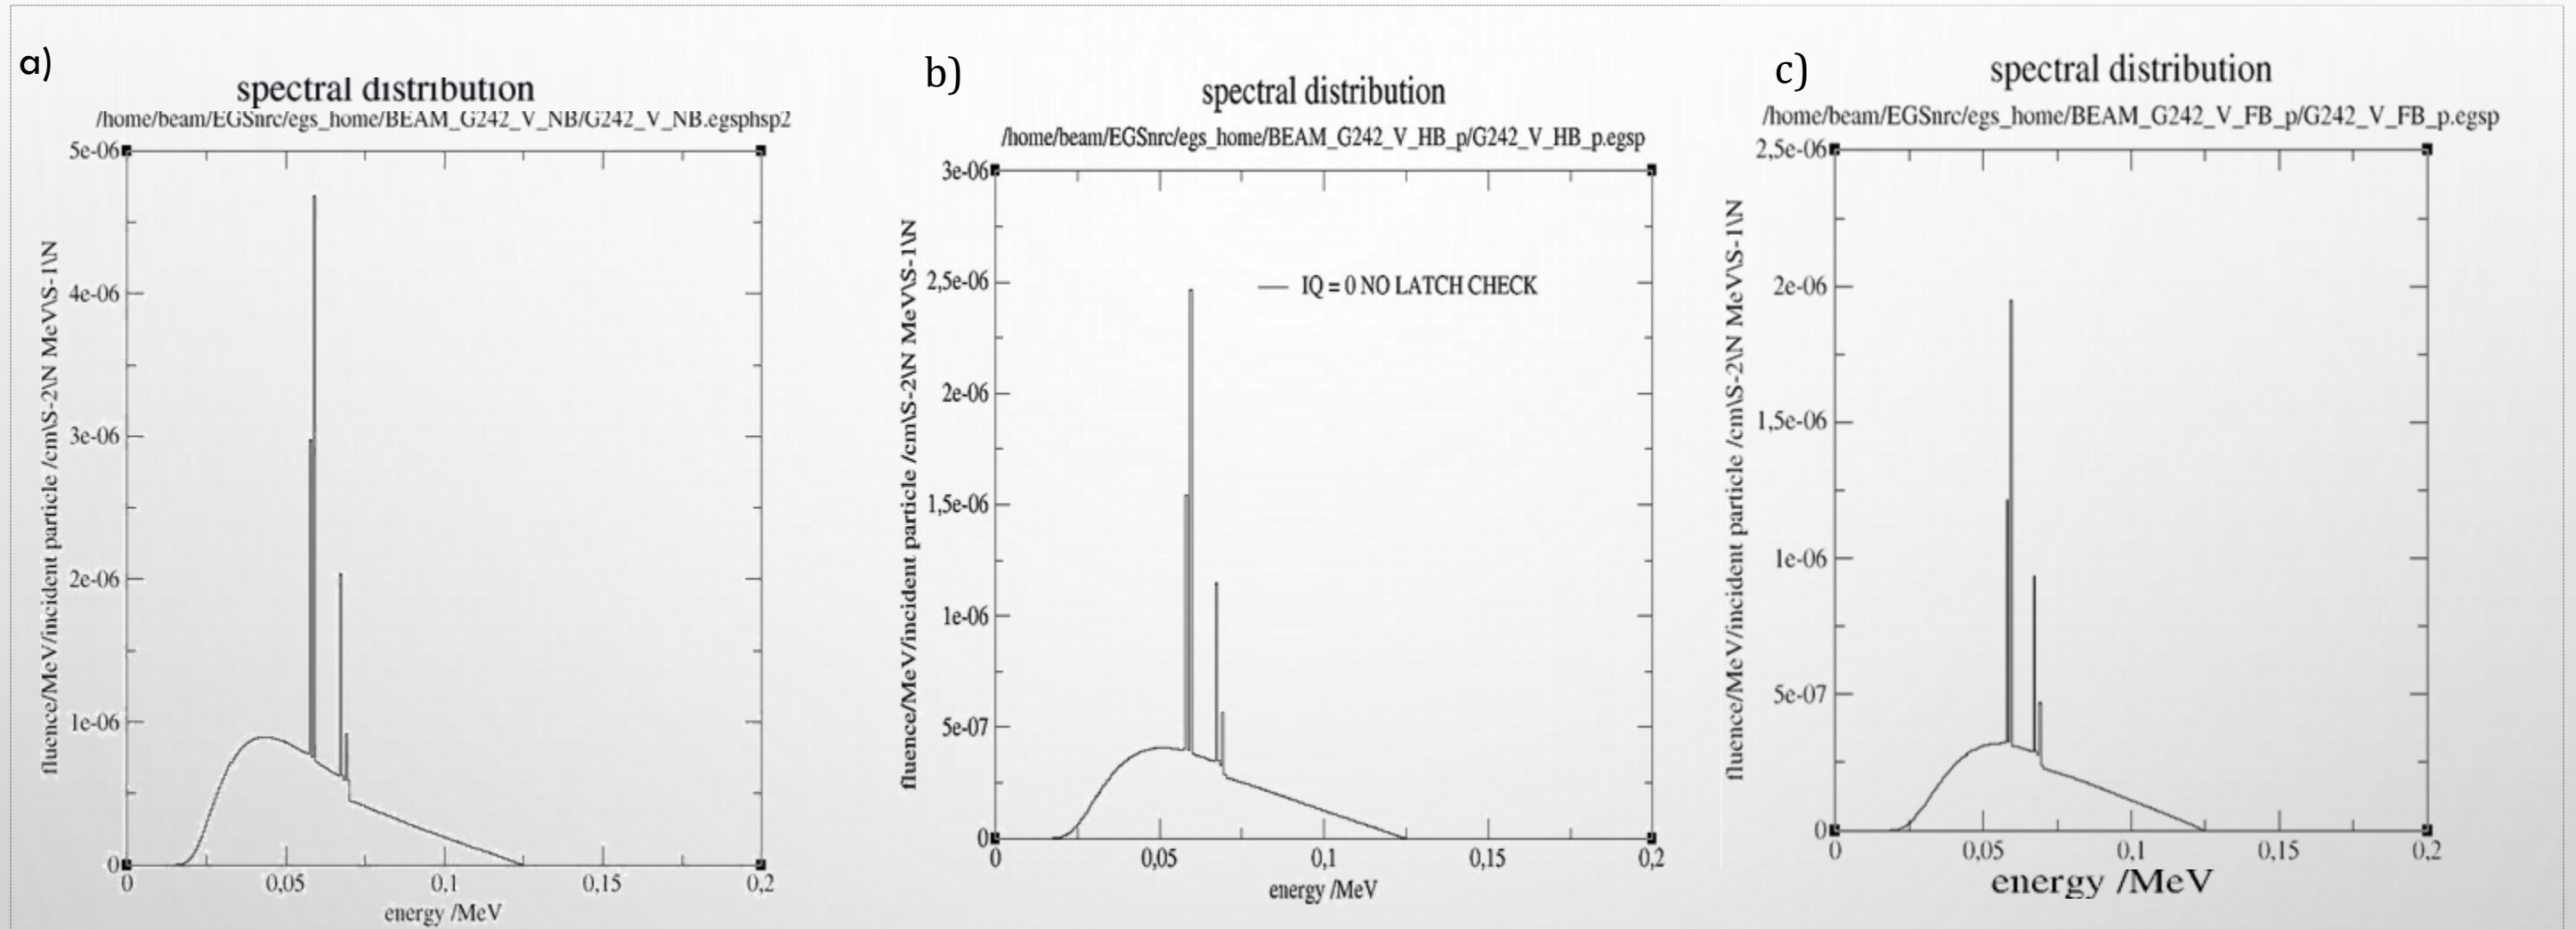 a)
spectral distribution
/home/beam/EGSnrc/egs_home/BEAM_G242_V_NB/G242_V_NB.egsphsp2
fluence/MeV/incident particle /cm\S-2\N MeV\S-1\N
5e-06
4e-06
3e-06
2e-06
1e-06
0
0 0,05 0,1 0,15 0,2
energy /MeV
b)
spectral distribution
/home/beam/EGSnrc/egs_home/BEAM_G242_V_HB_p/G242_V_HB_p.egsp
fluence/MeV/incident particle /cm\S-2\N MeV\S-1\N
3e-06
2,5e-06
2e-06
1,5e-06
1e-06
5e-07
0
IQ = 0 NO LATCH CHECK
0 0,05 0,1 0,15 0,2
energy /MeV
c)
spectral distribution
/home/beam/EGSnrc/egs_home/BEAM_G242_V_FB_p/G242_V_FB_p.egsp
fluence/MeV/incident particle /cm\S-2\N MeV\S-1\N
2,5e-06
2e-06
1,5e-06
1e-06
5e-07
0
0 0,05 0,1 0,15 0,2
energy /MeV